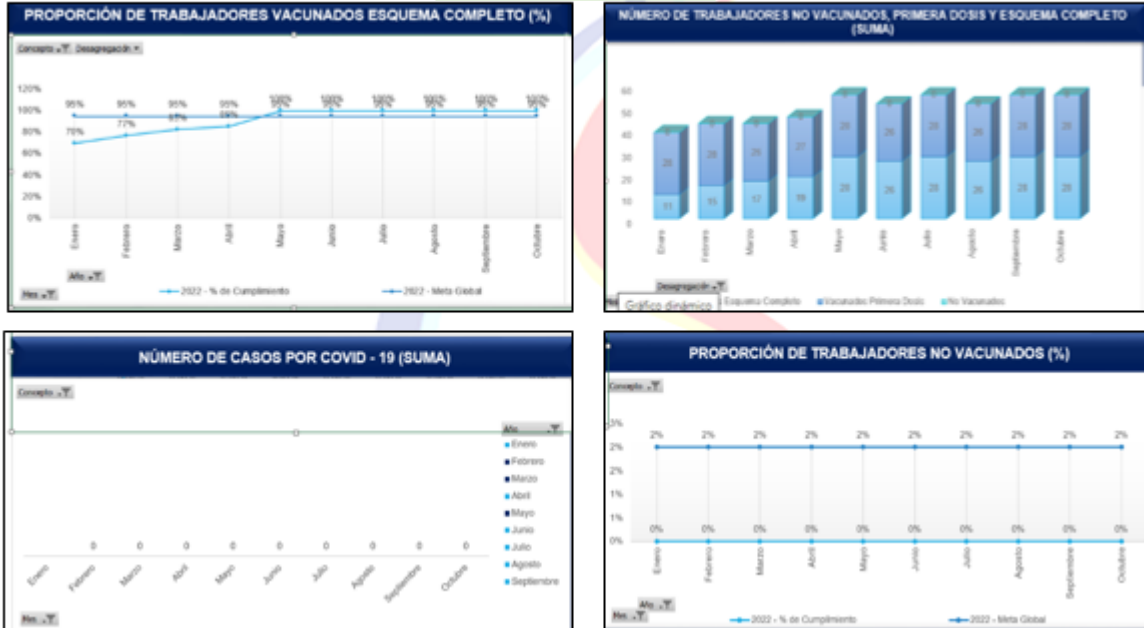 PROPORCIÓN DE TRABAJADORES VACUNADOS ESQUEMA COMPLETO (%)
Concepto Desagregación
120%
100%
80%
60%
40%
20%
0%
95% 95% 95% 95% 100% 100% 100% 100% 100% 100%
70% 77%
Enero Febrero Marzo Abril Mayo Junio Julio Agosto Septiembre Octubre
Año
Mes
2022 - % de Cumplimiento 2022 - Meta Global
NÚMERO DE TRABAJADORES NO VACUNADOS, PRIMERA DOSIS Y ESQUEMA COMPLETO
(SUMA)
60
50
40
30
20
10
0
28 28 26 27 28 26 28 26 28 28
11 15 17 19 28 26 28 26 28 28
Enero Febrero Marzo Abril Mayo Junio Julio Agosto Septiembre Octubre
Desagregación
Gráfico dinámico Esquema Completo Vacunados Primera Dosis No Vacunados
NÚMERO DE CASOS POR COVID - 19 (SUMA)
Concepto
Año
Enero
Febrero
Marzo
Abril
Mayo
Junio
Julio
Agosto
Septiembre
0 0 0 0 0 0 0 0 0
Enero Febrero Marzo Abril Mayo Junio Julio Agosto Septiembre Octubre
Mes
PROPORCIÓN DE TRABAJADORES NO VACUNADOS (%)
Concepto
3%
2%
2%
1%
1%
0%
2% 2% 2% 2% 2% 2% 2% 2% 2% 2%
0% 0% 0% 0% 0% 0% 0% 0% 0% 0%
Enero Febrero Marzo Abril Mayo Junio Julio Agosto Septiembre Octubre
Año
Mes
2022 - % de Cumplimiento 2022 - Meta Global